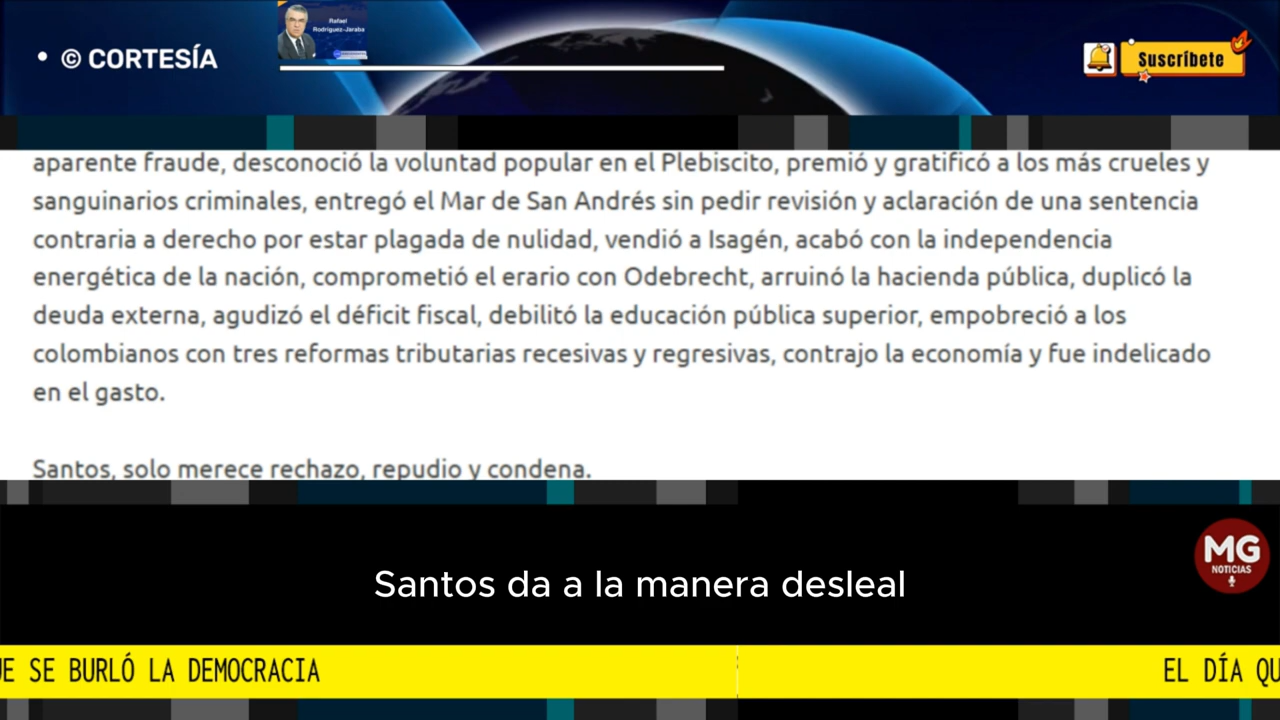 • © CORTESÍA
Rafael
Rodríguez-Jaraba
Suscríbete
aparente fraude, desconoció la voluntad popular en el Plebiscito, premió y gratificó a los más crueles y
sanguinarios criminales, entregó el Mar de San Andrés sin pedir revisión y aclaración de una sentencia
contraria a derecho por estar plagada de nulidad, vendió a Isagén, acabó con la independencia
energética de la nación, comprometió el erario con Odebrecht, arruinó la hacienda pública, duplicó la
deuda externa, agudizó el déficit fiscal, debilitó la educación pública superior, empobreció a los
colombianos con tres reformas tributarias recesivas y regresivas, contrajo la economía y fue indelicado
en el gasto.
Santos, solo merece rechazo, repudio y condena.
MG
NOTICIAS
Santos da a la manera desleal
UE SE BURLÓ LA DEMOCRACIA
EL DÍA QU